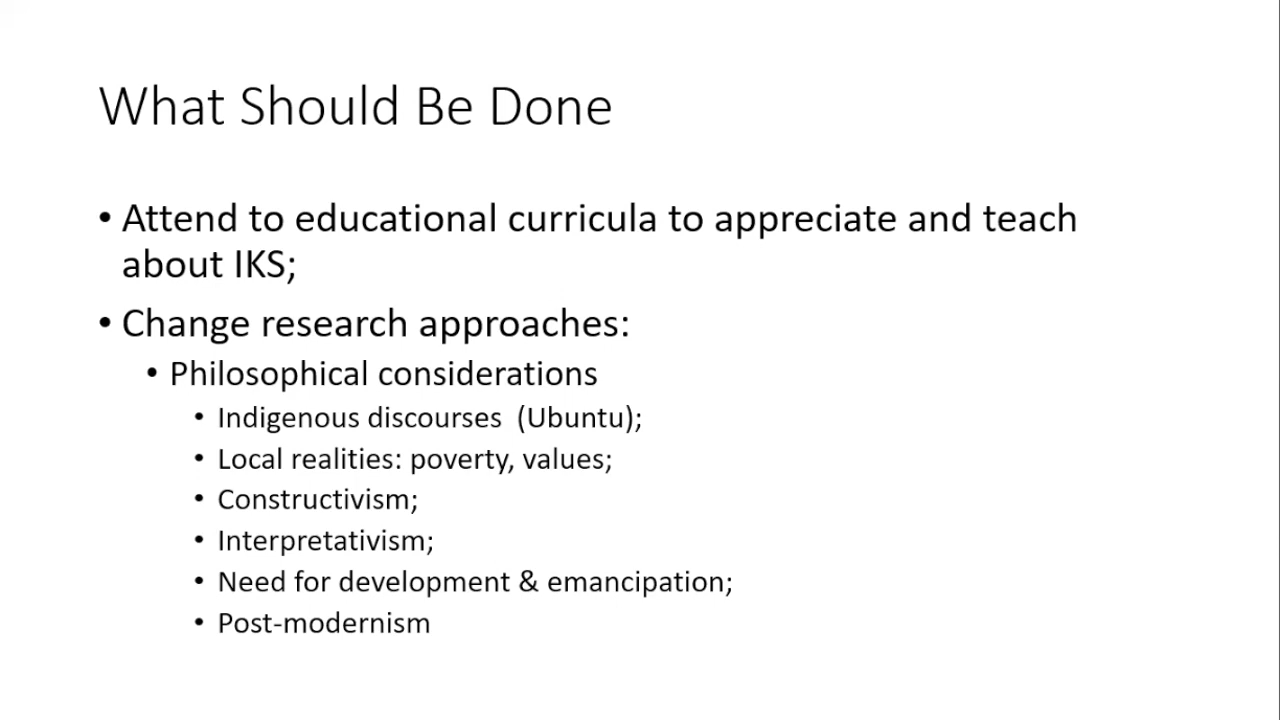 What Should Be Done
• Attend to educational curricula to appreciate and teach
about IKS;
• Change research approaches:
• Philosophical considerations
• Indigenous discourses (Ubuntu);
• Local realities: poverty, values;
• Constructivism;
• Interpretativism;
• Need for development & emancipation;
• Post-modernism